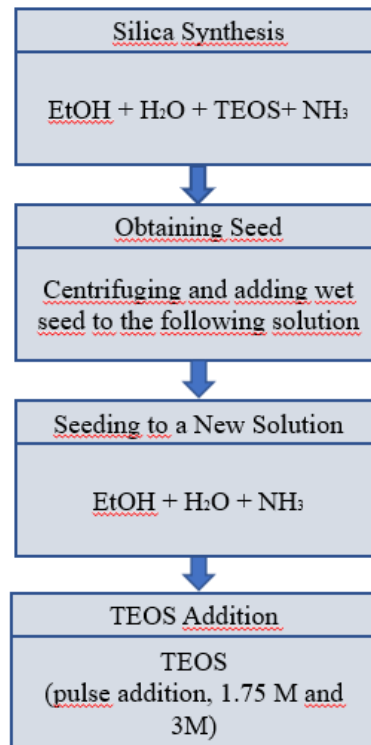 Silica Synthesis
EtOH + H₂O + TEOS+ NH₃
Obtaining Seed
Centrifuging and adding wet
seed to the following solution
Seeding to a New Solution
EtOH + H₂O + NH₃
TEOS Addition
TEOS
(pulse addition, 1.75 M and
3M)